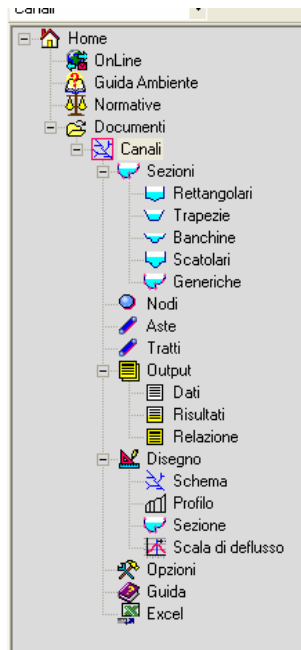 Canali
Home
OnLine
Guida Ambiente
Normative
Documenti
Canali
Sezioni
Rettangolari
Trapezie
Banchine
Scatolari
Generiche
Nodi
Aste
Tratti
Output
Dati
Risultati
Relazione
Disegno
Schema
Profilo
Sezione
Scala di deflusso
Opzioni
Guida
Excel